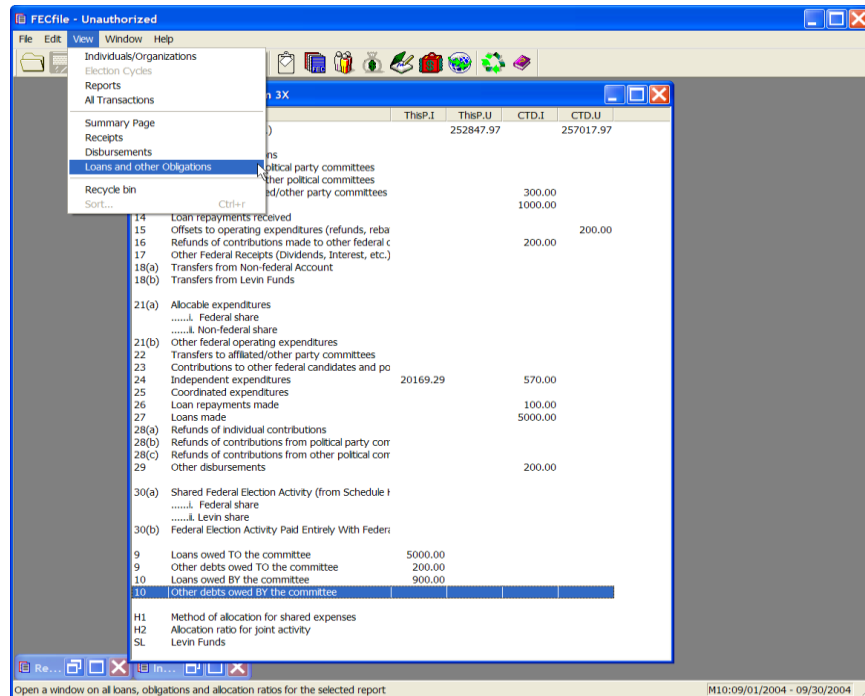 FECfile - Unauthorized
File Edit View Window Help
Individuals/Organizations
Election Cycles
Reports
All Transactions
Summary Page
Receipts
Disbursements
Loans and other Obligations
Recycle bin
Sort... Ctrl+r
3X
ThisP.I ThisP.U CTD.I CTD.U
) 252847.97 257017.97
ns
political party committees
ther political committees
ed/other party committees 300.00
1000.00
14 Loan repayments received
15 Offsets to operating expenditures (refunds, reba 200.00
16 Refunds of contributions made to other federal c 200.00
17 Other Federal Receipts (Dividends, Interest, etc.)
18(a) Transfers from Non-federal Account
18(b) Transfers from Levin Funds
21(a) Allocable expenditures
......i. Federal share
......ii. Non-federal share
21(b) Other federal operating expenditures
22 Transfers to affiliated/other party committees
23 Contributions to other federal candidates and po
24 Independent expenditures 20169.29 570.00
25 Coordinated expenditures
26 Loan repayments made 100.00
27 Loans made 5000.00
28(a) Refunds of individual contributions
28(b) Refunds of contributions from political party com
28(c) Refunds of contributions from other political com
29 Other disbursements 200.00
30(a) Shared Federal Election Activity (from Schedule H
......i. Federal share
......ii. Levin share
30(b) Federal Election Activity Paid Entirely With Federa
9 Loans owed TO the committee 5000.00
9 Other debts owed TO the committee 200.00
10 Loans owed BY the committee 900.00
10 Other debts owed BY the committee
H1 Method of allocation for shared expenses
H2 Allocation ratio for joint activity
SL Levin Funds
Re... In...
Open a window on all loans, obligations and allocation ratios for the selected report M10:09/01/2004 - 09/30/2004